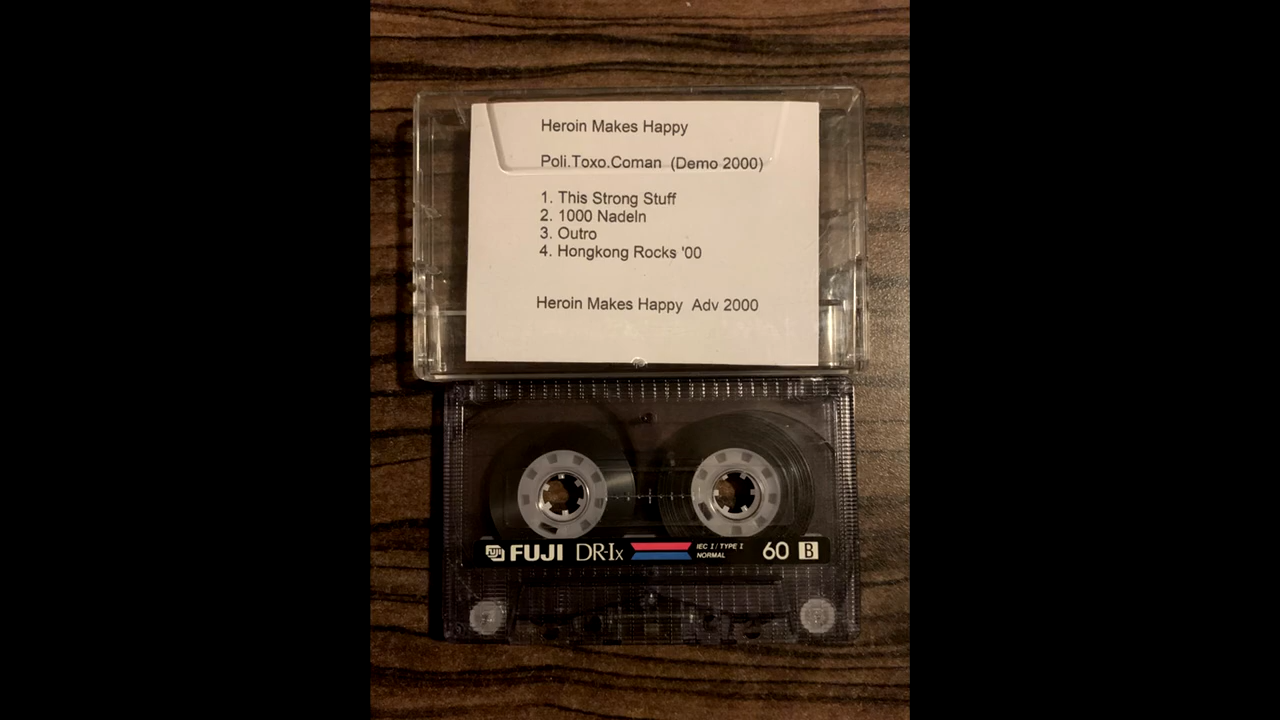 Heroin Makes Happy
Poli.Toxo.Coman (Demo 2000)
1. This Strong Stuff
2. 1000 Nadeln
3. Outro
4. Hongkong Rocks '00
Heroin Makes Happy Adv 2000
FUJI FUJI DR-Ix IEC I / TYPE I 60 B
NORMAL